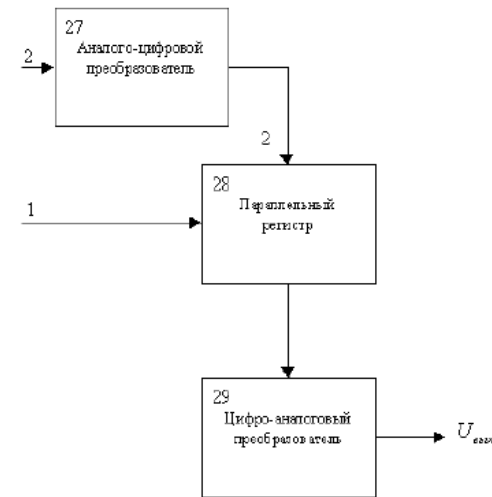 27
Аналого-цифровой
преобразователь
2
2
28
Параллельный
регистр
1
29
Цифро-аналоговый
преобразователь
Uвых